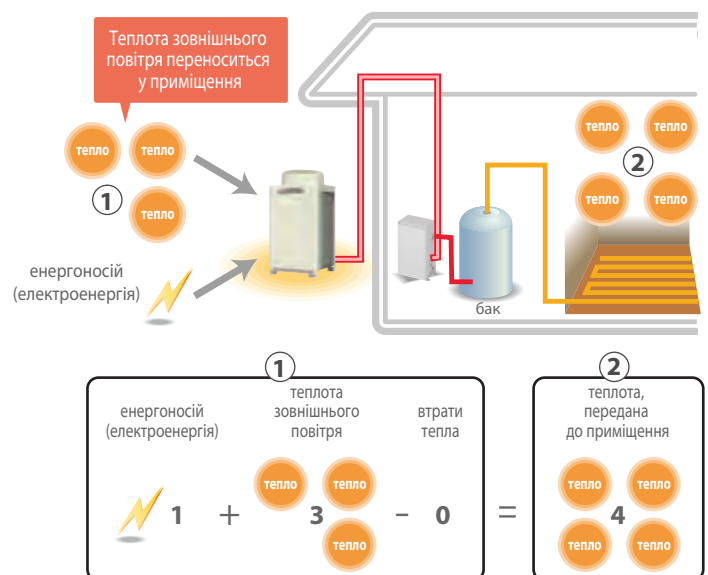 Теплота зовнішнього
повітря переноситься
у приміщення
тепло
тепло
1
тепло
енергоносій
(електроенергія)
тепло
тепло
2
тепло
тепло
бак
1
теплота
зовнішнього
повітря
енергоносій
(електроенергія)
втрати
тепла
1
+
тепло
тепло
3
тепло
– 0
=
2
теплота,
передана
до приміщення
тепло
тепло
4
тепло
тепло